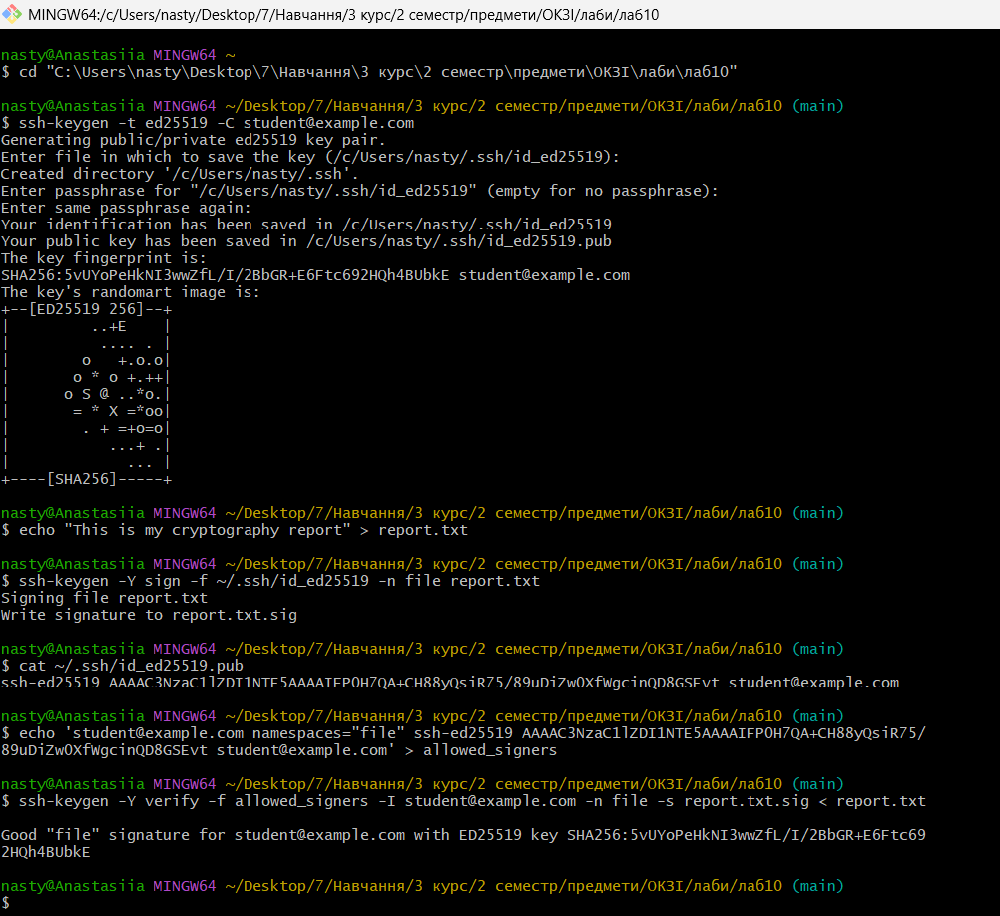 MINGW64:/c/Users/nasty/Desktop/7/Навчання/3 курс/2 семестр/предмети/ОКЗІ/лаби/лаб10
nasty@Anastasiia MINGW64 ~
$ cd "C:\Users\nasty\Desktop\7\Навчання\3 курс\2 семестр\предмети\ОКЗІ\лаби\лаб10"
nasty@Anastasiia MINGW64 ~/Desktop/7/Навчання/3 курс/2 семестр/предмети/ОКЗІ/лаби/лаб10 (main)
$ ssh-keygen -t ed25519 -C student@example.com
Generating public/private ed25519 key pair.
Enter file in which to save the key (/c/Users/nasty/.ssh/id_ed25519):
Created directory '/c/Users/nasty/.ssh'.
Enter passphrase for "/c/Users/nasty/.ssh/id_ed25519" (empty for no passphrase):
Enter same passphrase again:
Your identification has been saved in /c/Users/nasty/.ssh/id_ed25519
Your public key has been saved in /c/Users/nasty/.ssh/id_ed25519.pub
The key fingerprint is:
SHA256:5vUYoPeHkNI3wwZfL/I/2BbGR+E6Ftc692HQh4BUbkE student@example.com
The key's randomart image is:
+--[ED25519 256]--+
|          ..+E    |
|           .... . |
|         o   +.o.o|
|        o * o +.++|
|       o S @ ..*o.|
|        = * X =*oo|
|         . + =+o=o|
|            ...+ .|
|              ... |
+----[SHA256]-----+
nasty@Anastasiia MINGW64 ~/Desktop/7/Навчання/3 курс/2 семестр/предмети/ОКЗІ/лаби/лаб10 (main)
$ echo "This is my cryptography report" > report.txt
nasty@Anastasiia MINGW64 ~/Desktop/7/Навчання/3 курс/2 семестр/предмети/ОКЗІ/лаби/лаб10 (main)
$ ssh-keygen -Y sign -f ~/.ssh/id_ed25519 -n file report.txt
Signing file report.txt
Write signature to report.txt.sig
nasty@Anastasiia MINGW64 ~/Desktop/7/Навчання/3 курс/2 семестр/предмети/ОКЗІ/лаби/лаб10 (main)
$ cat ~/.ssh/id_ed25519.pub
ssh-ed25519 AAAAC3NzaC1lZDI1NTE5AAAAIFP0H7QA+CH88yQsiR75/89uDiZwOXfWgcinQD8GSEvt student@example.com
nasty@Anastasiia MINGW64 ~/Desktop/7/Навчання/3 курс/2 семестр/предмети/ОКЗІ/лаби/лаб10 (main)
$ echo 'student@example.com namespaces="file" ssh-ed25519 AAAAC3NzaC1lZDI1NTE5AAAAIFP0H7QA+CH88yQsiR75/
89uDiZwOXfWgcinQD8GSEvt student@example.com' > allowed_signers
nasty@Anastasiia MINGW64 ~/Desktop/7/Навчання/3 курс/2 семестр/предмети/ОКЗІ/лаби/лаб10 (main)
$ ssh-keygen -Y verify -f allowed_signers -I student@example.com -n file -s report.txt.sig < report.txt
Good "file" signature for student@example.com with ED25519 key SHA256:5vUYoPeHkNI3wwZfL/I/2BbGR+E6Ftc69
2HQh4BUbkE
nasty@Anastasiia MINGW64 ~/Desktop/7/Навчання/3 курс/2 семестр/предмети/ОКЗІ/лаби/лаб10 (main)
$